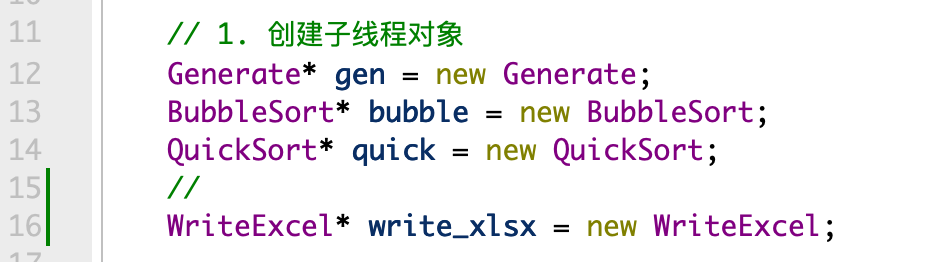 11 // 1. 创建子线程对象
12 Generate* gen = new Generate;
13 BubbleSort* bubble = new BubbleSort;
14 QuickSort* quick = new QuickSort;
15 //
16 WriteExcel* write_xlsx = new WriteExcel;